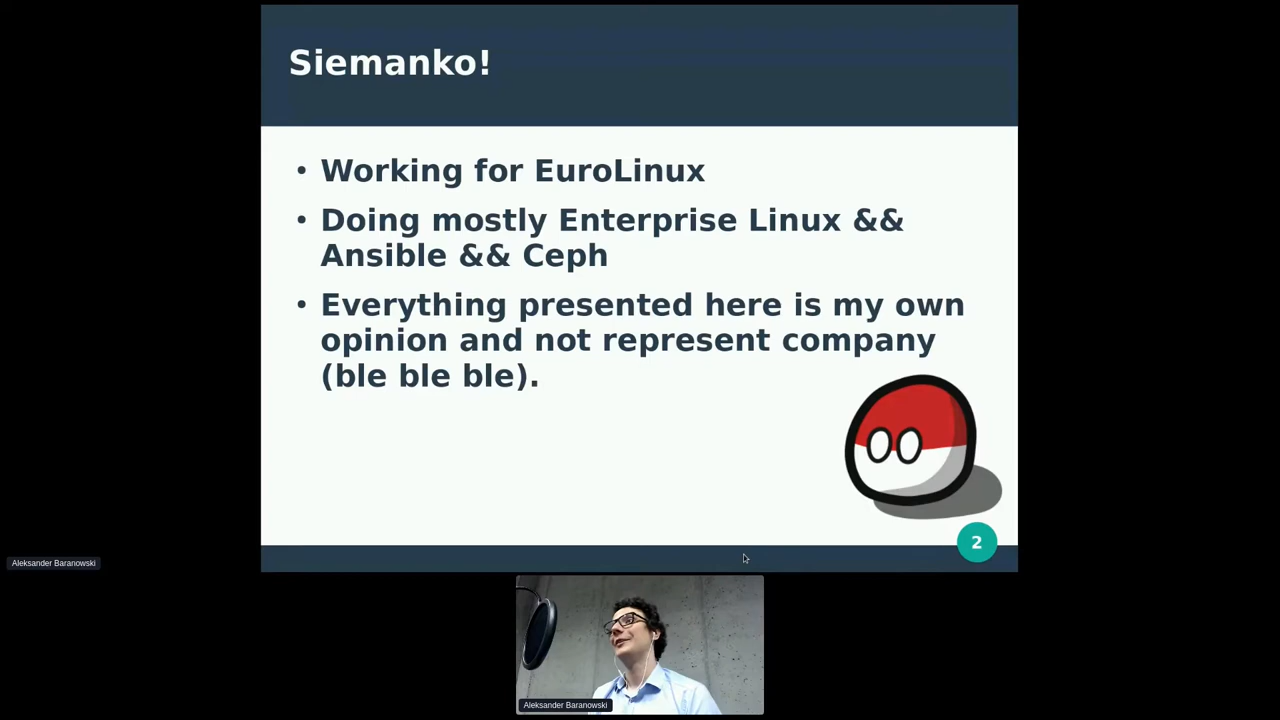 Siemanko!
• Working for EuroLinux
• Doing mostly Enterprise Linux &&
Ansible && Ceph
• Everything presented here is my own
opinion and not represent company
(ble ble ble).
2
Aleksander Baranowski
Aleksander Baranowski